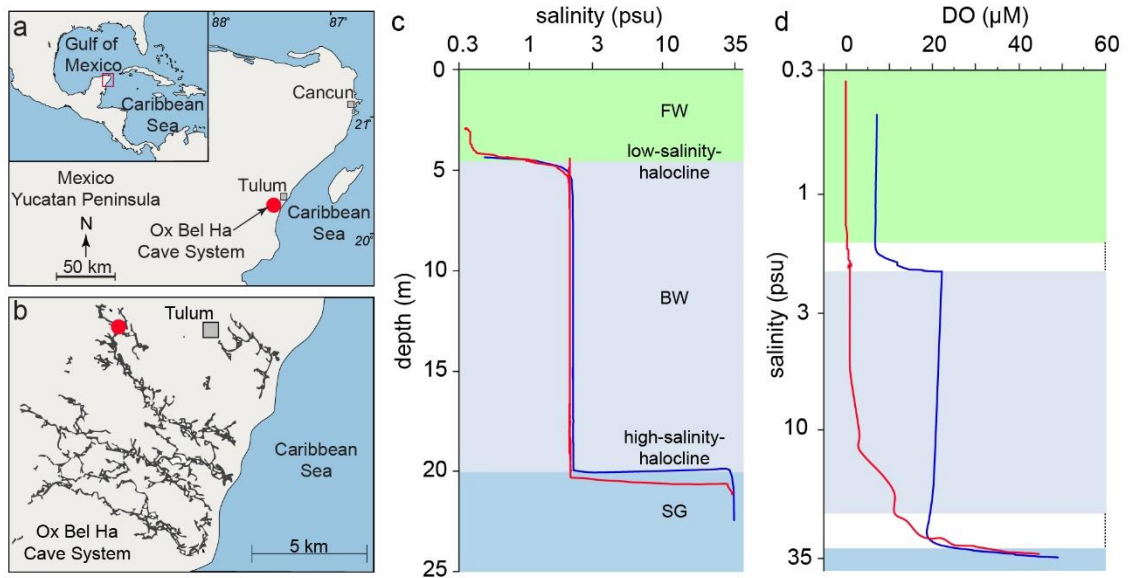 a
88
87
Gulf of
Mexico
Caribbean
Sea
Cancun
21
Mexico
Yucatan Peninsula
Tulum
N
Ox Bel Ha
Cave System
Caribbean
Sea
20
50 km
b
Tulum
Caribbean
Sea
Ox Bel Ha
Cave System
5 km
c
salinity (psu)
0.3 1 3 10 35
0
5
10
15
20
25
depth (m)
FW
low-salinity-
halocline
BW
high-salinity-
halocline
SG
d
DO (µM)
0 20 40 60
0.3
1
3
10
35
salinity (psu)